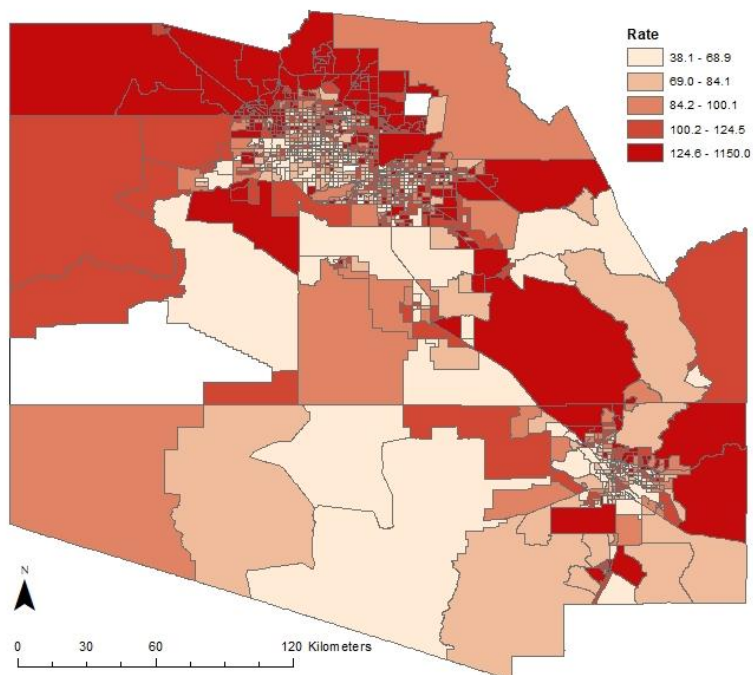 Rate
38.1 - 68.9
69.0 - 84.1
84.2 - 100.1
100.2 - 124.5
124.6 - 1150.0
N
0 30 60 120 Kilometers